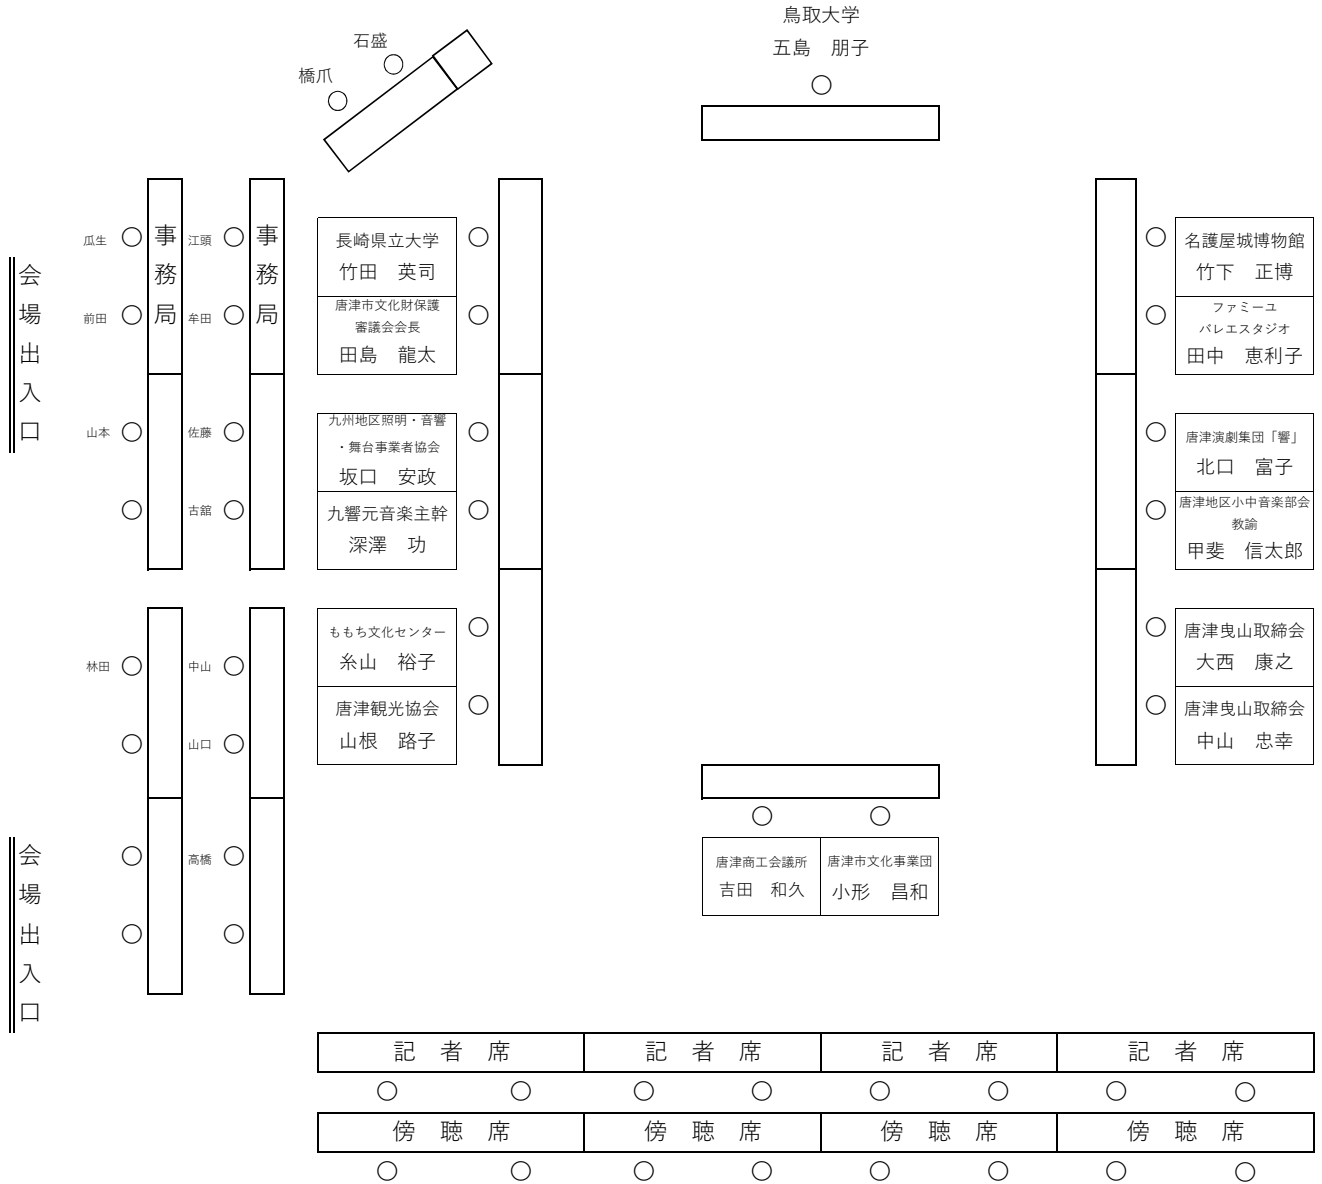 鳥取大学
五島　朋子
石盛
橋爪
会場出入口
瓜生
前田
山本
林田
事務局
江頭
牟田
佐藤
古舘
中山
山口
高橋
事務局
長崎県立大学
竹田　英司
唐津市文化財保護
審議会会長
田島　龍太
九州地区照明・音響
・舞台事業者協会
坂口　安政
九響元音楽主幹
深澤　功
ももち文化センター
糸山　裕子
唐津観光協会
山根　路子
名護屋城博物館
竹下　正博
ファミーユ
バレエスタジオ
田中　恵利子
唐津演劇集団「響」
北口　富子
唐津地区小中音楽部会
教諭
甲斐　信太郎
唐津曳山取締会
大西　康之
唐津曳山取締会
中山　忠幸
唐津商工会議所
吉田　和久
唐津市文化事業団
小形　昌和
会場出入口
記　者　席
記　者　席
記　者　席
記　者　席
傍　聴　席
傍　聴　席
傍　聴　席
傍　聴　席